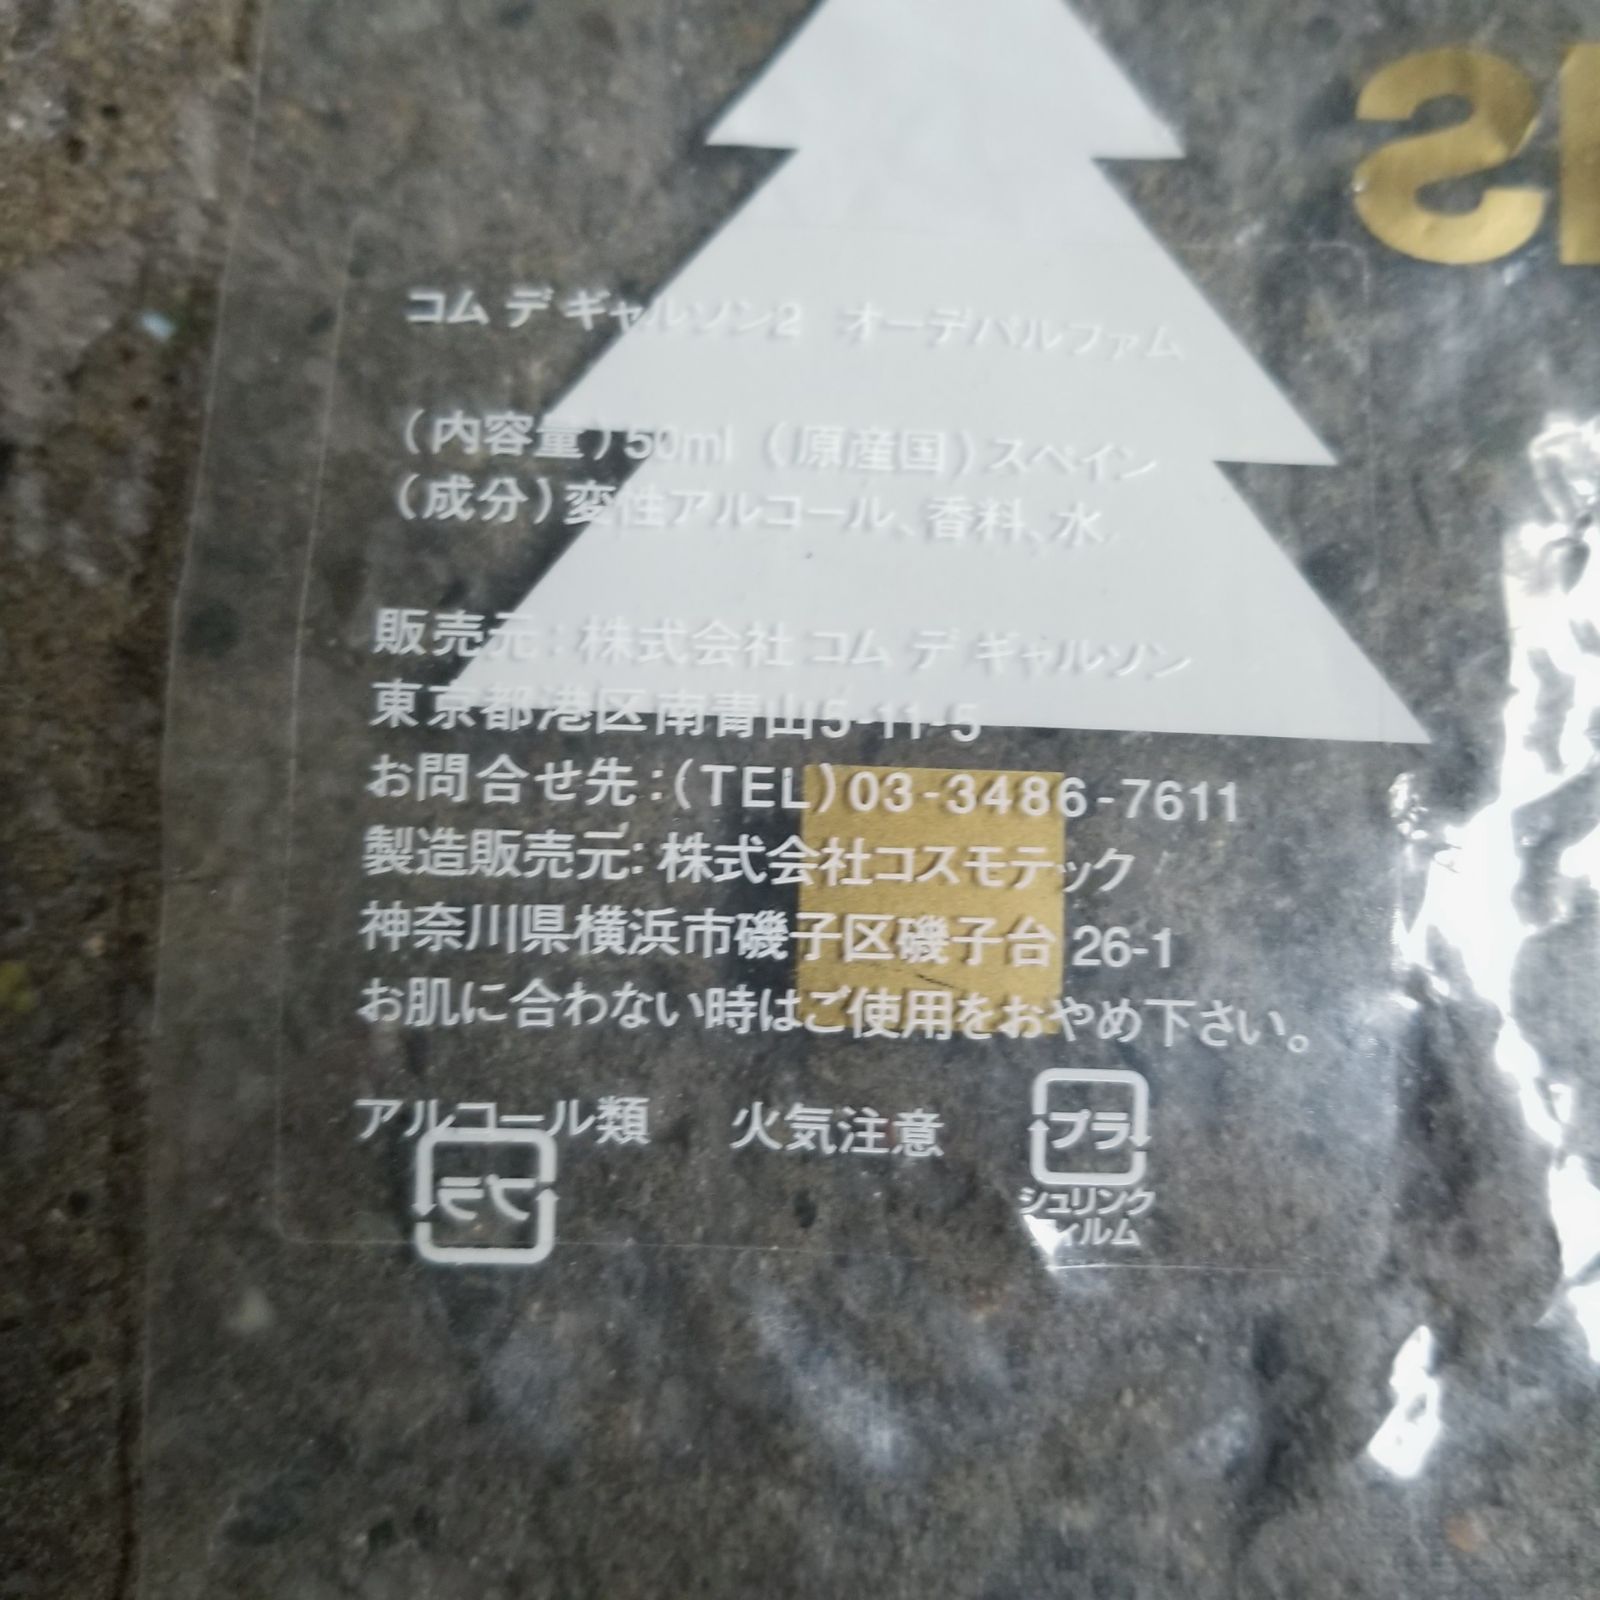 コム デ ギャルソン2 オーデパルファム
(内容量)50ml (原産国)スペイン
(成分)変性アルコール、香料、水
販売元:株式会社 コム デ ギャルソン
東京都港区南青山5-11-5
お問合せ先:(TEL)03-3486-7611
製造販売元:株式会社コスモテック
神奈川県横浜市磯子区磯子台 26-1
お肌に合わない時はご使用をおやめ下さい。
アルコール類 火気注意
プラ
シュリンク
フィルム
プラ